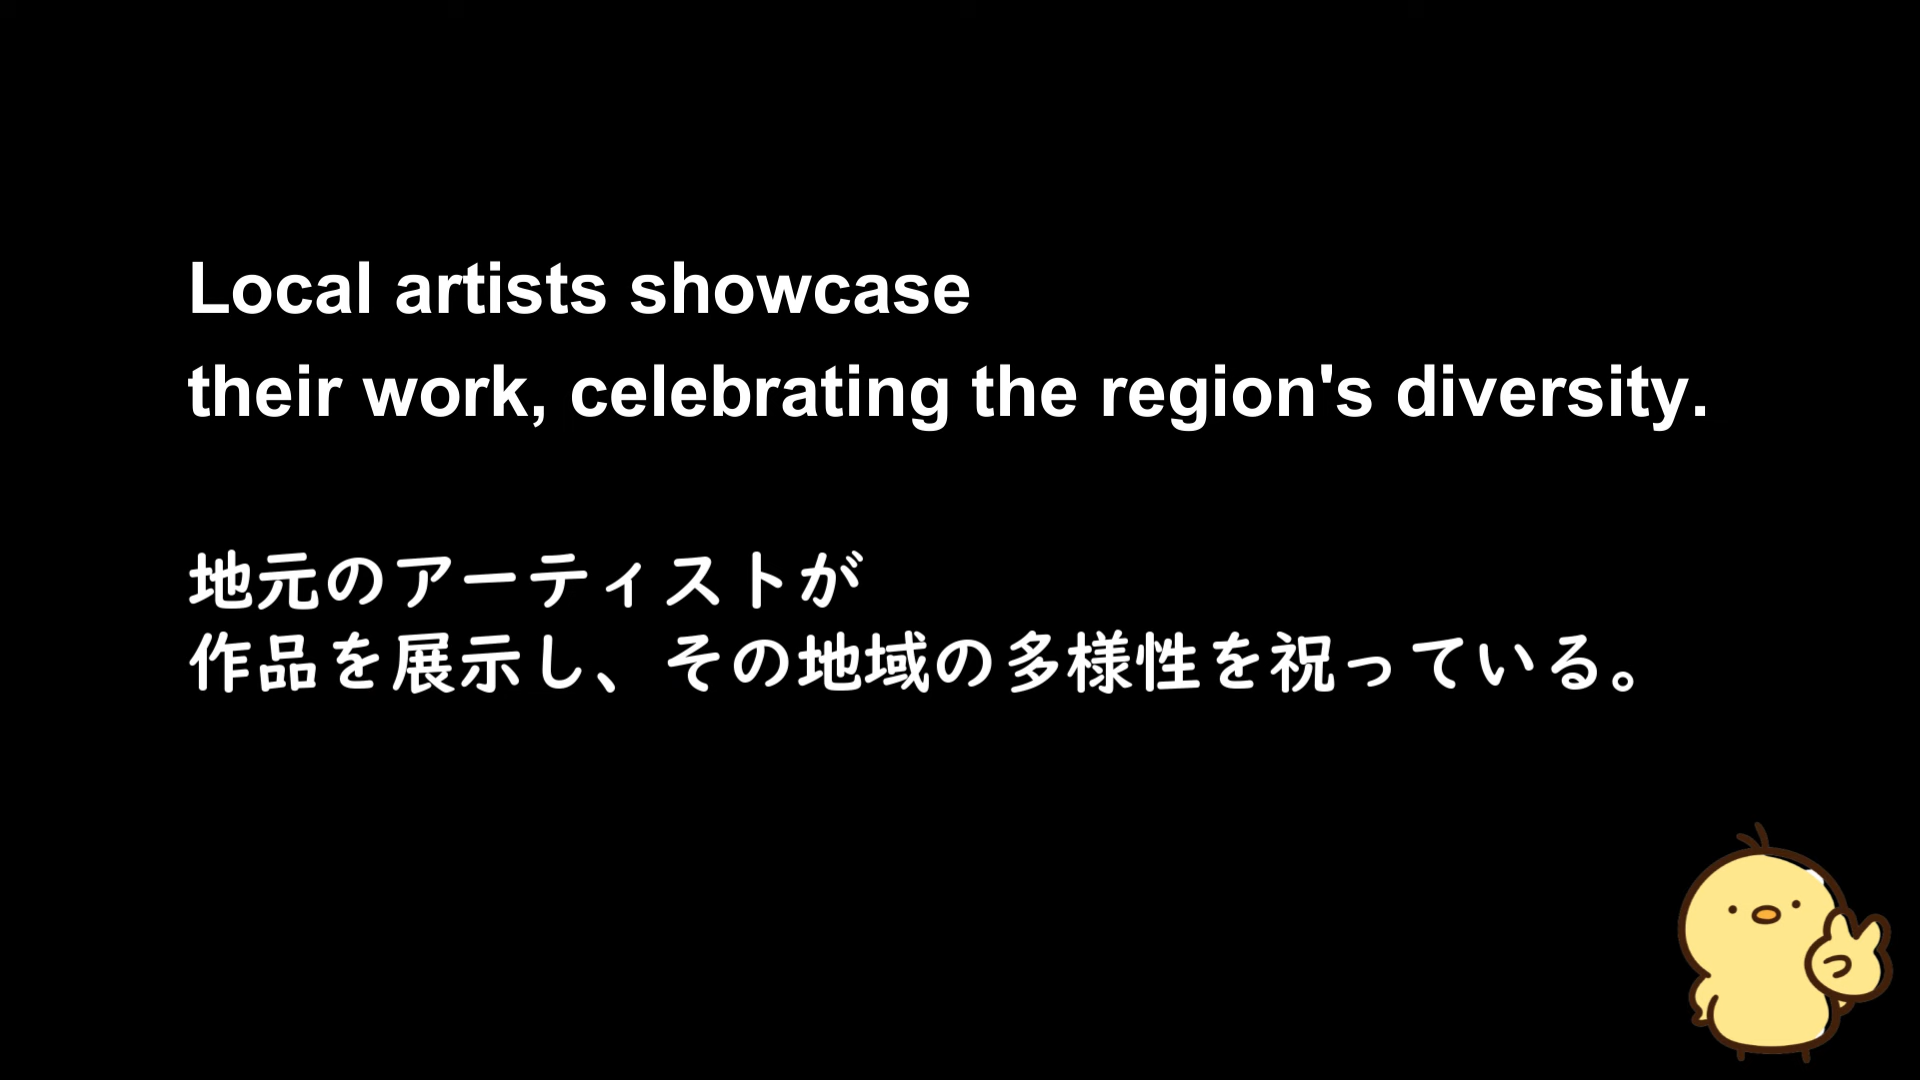 Local artists showcase
their work, celebrating the region's diversity.
地元のアーティストが
作品を展示し、その地域の多様性を祝っている。